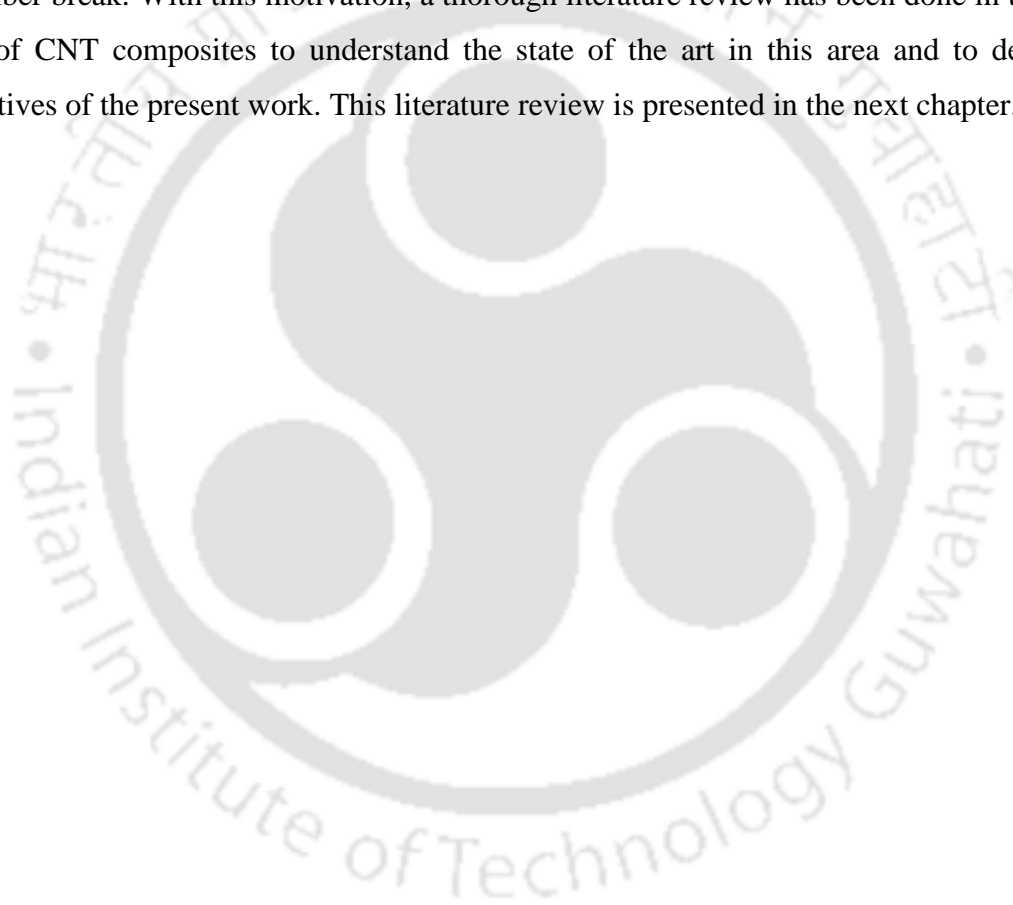 ber break. With this motivation, a thorough literature review has been done in t
of CNT composites to understand the state of the art in this area and to de
tives of the present work. This literature review is presented in the next chapter.
भारतीय
गुवाहाटी
• Indian Institute of Technology Guwahati •